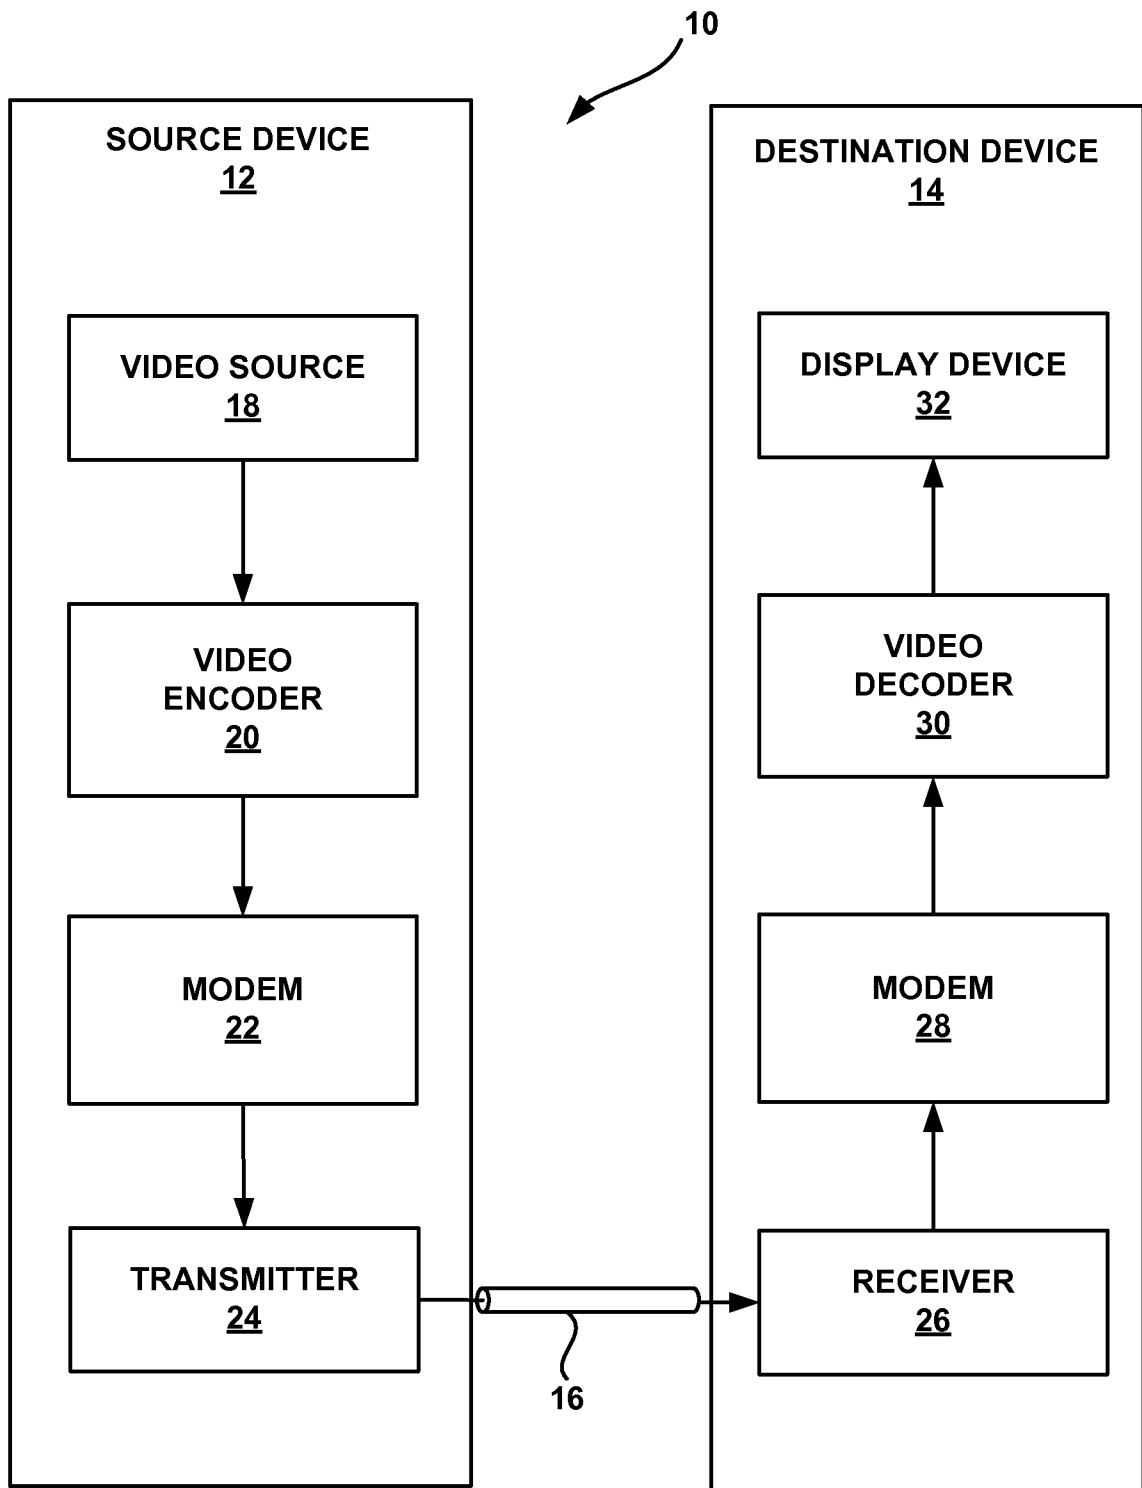 10
SOURCE DEVICE
12
VIDEO SOURCE
18
VIDEO
ENCODER
20
MODEM
22
TRANSMITTER
24
16
DESTINATION DEVICE
14
DISPLAY DEVICE
32
VIDEO
DECODER
30
MODEM
28
RECEIVER
26